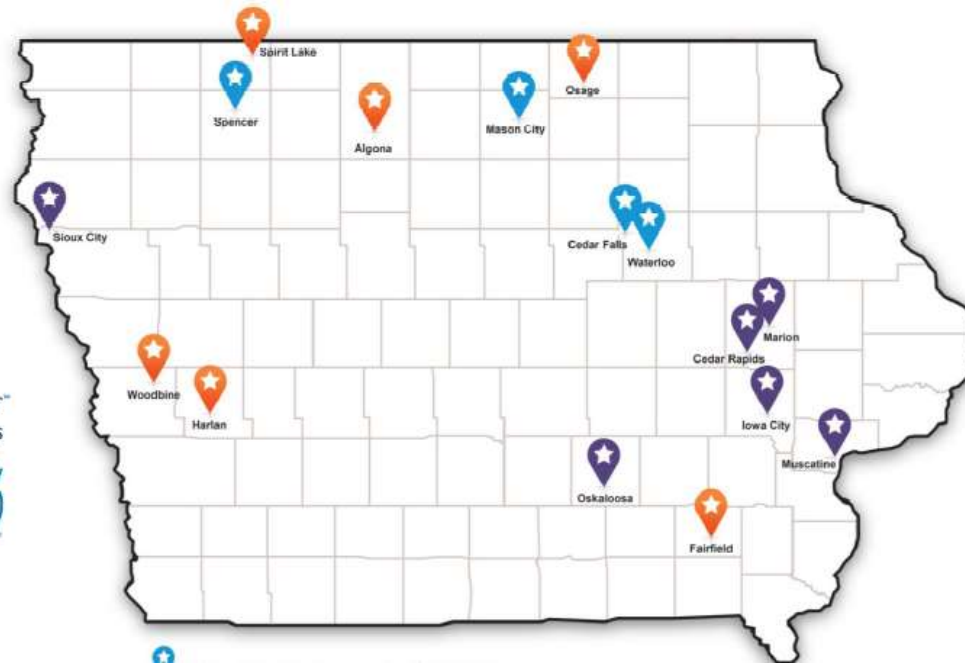 Spirit Lake
Osage
Spencer
Mason City
Algona
Sioux City
Cedar Falls
Waterloo
Marion
Cedar Rapids
Woodbine
Harlan
Iowa City
Muscatine
Oskaloosa
Fairfield